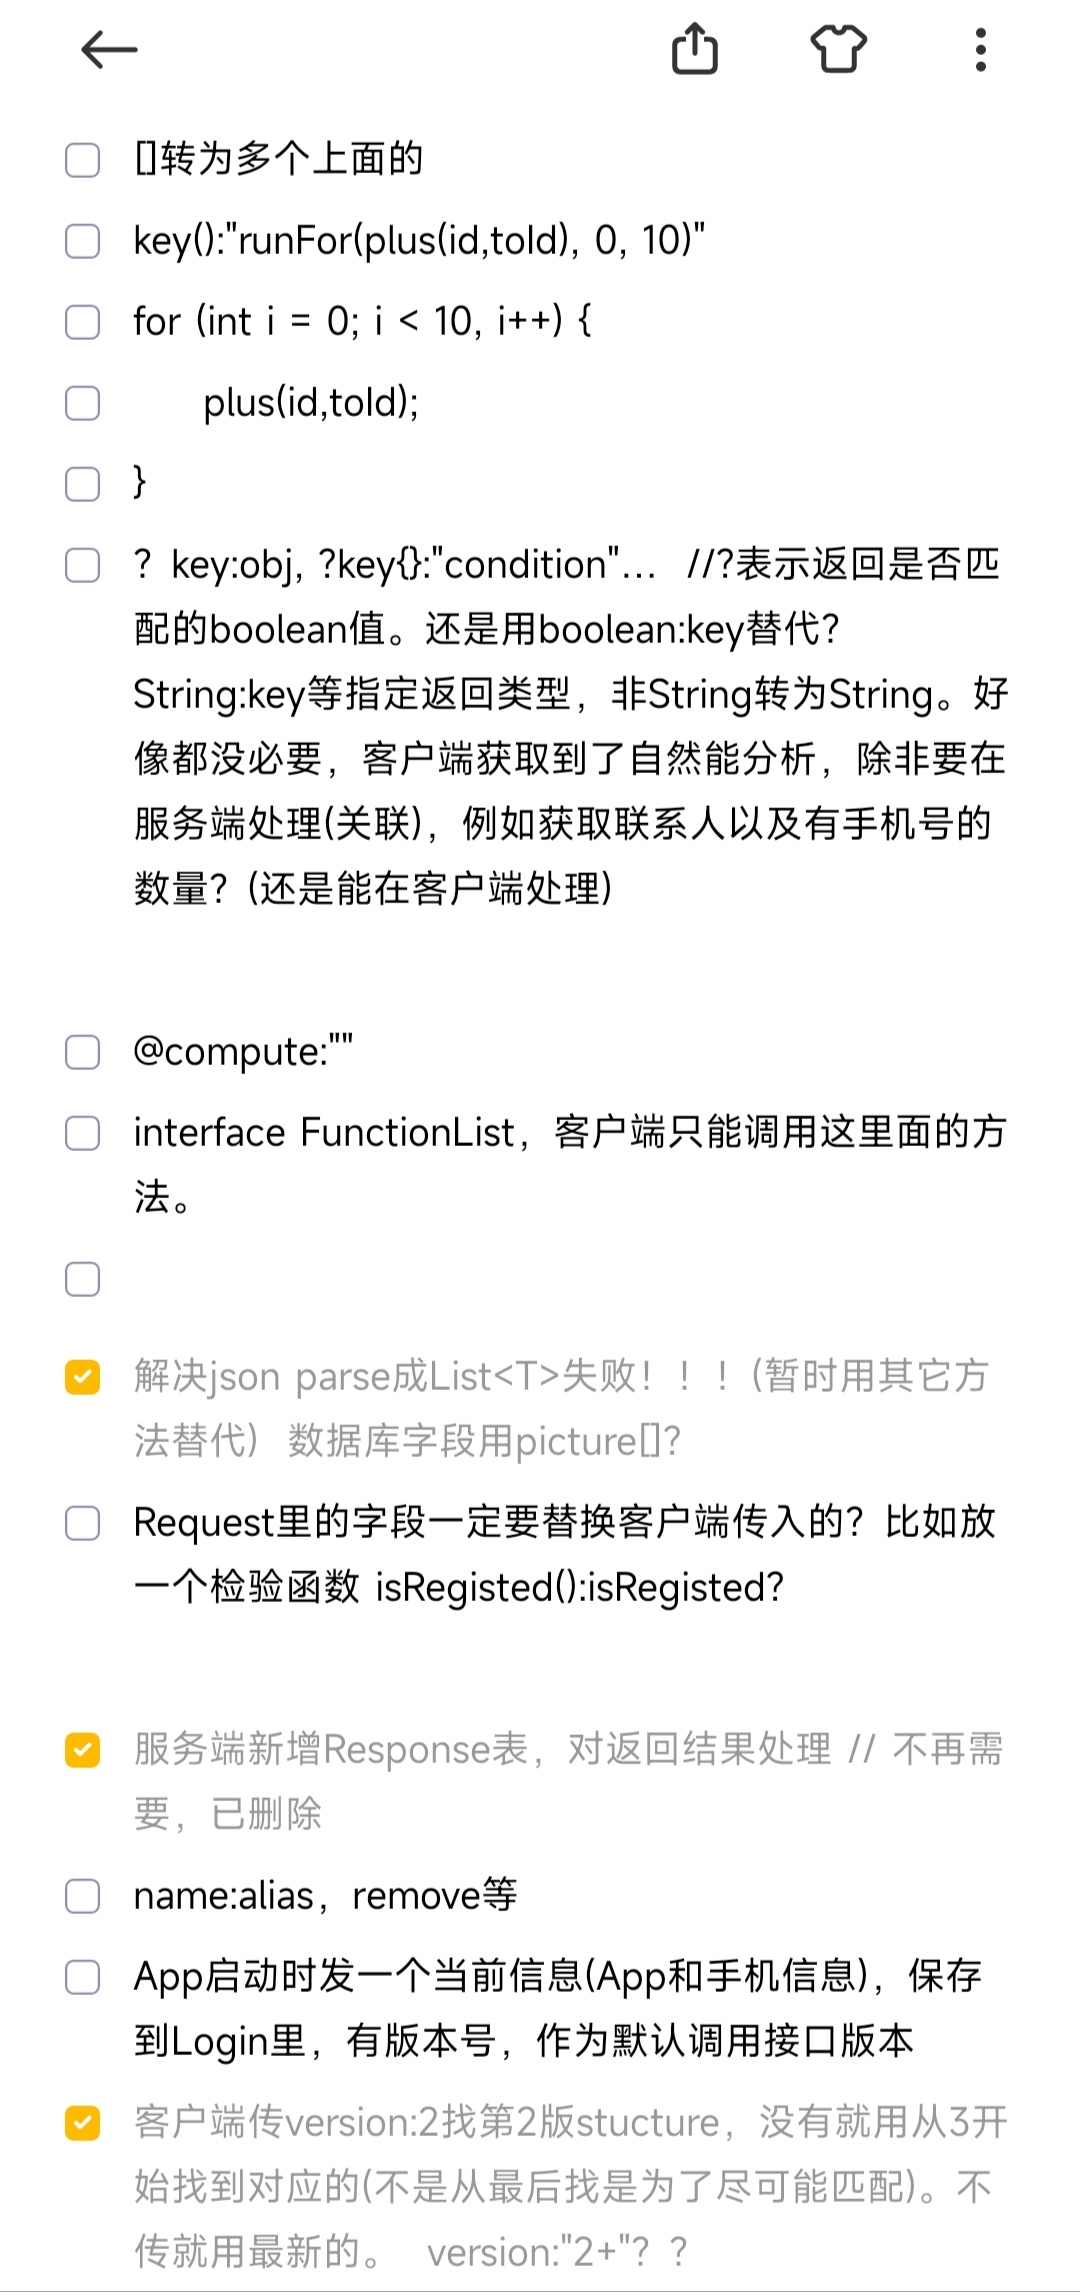 []转为多个上面的
key():"runFor(plus(id,toId), 0, 10)"
for (int i = 0; i < 10, i++) {
plus(id,toId);
}
? key:obj, ?key{}:"condition"... //?表示返回是否匹
配的boolean值。还是用boolean:key替代?
String:key等指定返回类型，非String转为String。好
像都没必要，客户端获取到了自然能分析，除非要在
服务端处理(关联)，例如获取联系人以及有手机号的
数量？(还是能在客户端处理)
@compute:""
interface FunctionList，客户端只能调用这里面的方
法。
解决json parse成List<T>失败！！！(暂时用其它方
法替代) 数据库字段用picture[]?
Request里的字段一定要替换客户端传入的？比如放
一个检验函数 isRegisted():isRegisted?
服务端新增Response表，对返回结果处理 // 不再需
要，已删除
name:alias，remove等
App启动时发一个当前信息(App和手机信息)，保存
到Login里，有版本号，作为默认调用接口版本
客户端传version:2找第2版stucture，没有就用从3开
始找到对应的(不是从最后找是为了尽可能匹配)。不
传就用最新的。 version:"2+"? ?